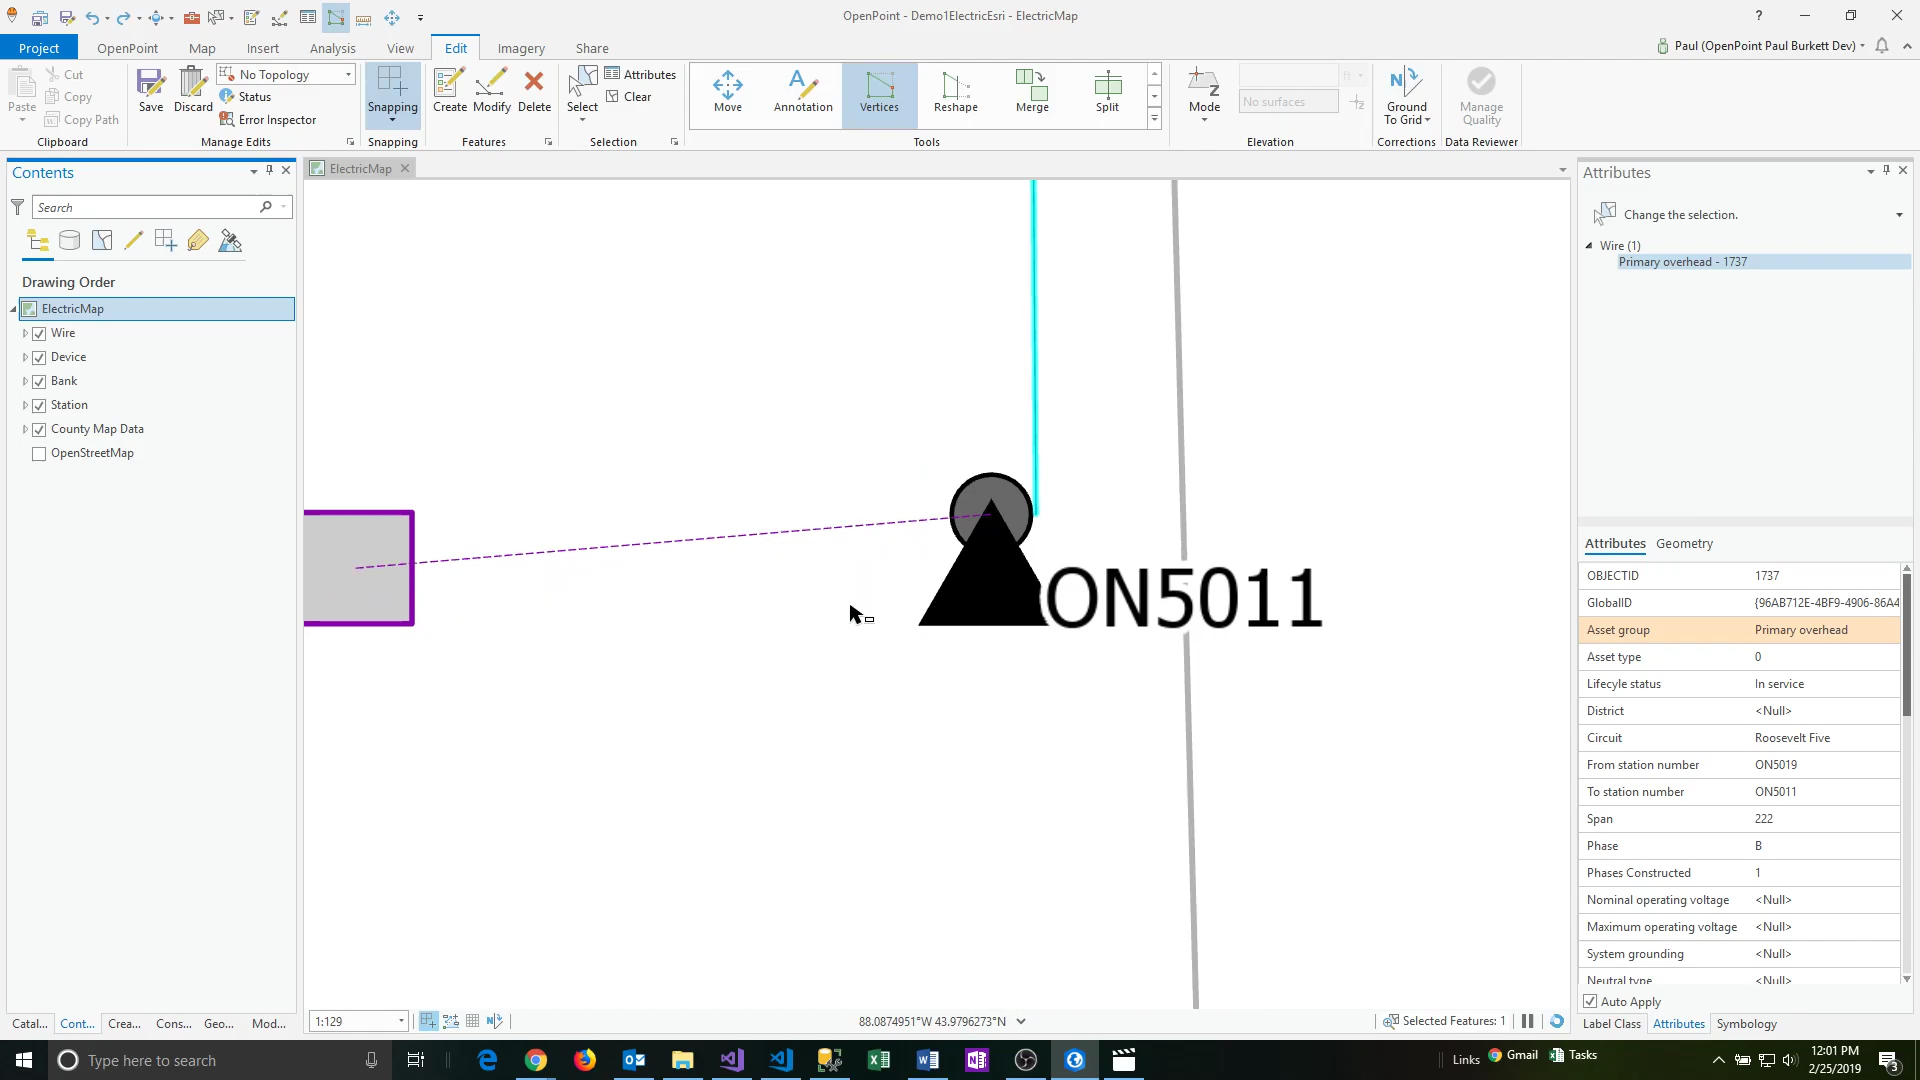 OpenPoint - Demo1ElectricEsri - ElectricMap
?
Project
OpenPoint
Map
Insert
Analysis
View
Edit
Imagery
Share
Paul (OpenPoint Paul Burkett Dev)
Paste
Cut
Copy
Copy Path
Clipboard
Save
Discard
No Topology
Status
Error Inspector
Manage Edits
Snapping
Snapping
Create
Modify
Delete
Features
Select
Attributes
Clear
Selection
Move
Annotation
Vertices
Reshape
Merge
Split
Tools
Mode
ft
No surfaces
Elevation
Ground
To Grid
Corrections
Manage
Quality
Data Reviewer
Contents
Search
Drawing Order
ElectricMap
Wire
Device
Bank
Station
County Map Data
OpenStreetMap
Catal...
Cont...
Crea...
Cons...
Geo...
Mod...
ElectricMap
ON5011
1:129
88.0874951°W 43.9796273°N
Selected Features: 1
Attributes
Change the selection.
Wire (1)
Primary overhead - 1737
Attributes Geometry
OBJECTID 1737
GlobalID {96AB712E-4BF9-4906-86A4
Asset group Primary overhead
Asset type 0
Lifecyle status In service
District <Null>
Circuit Roosevelt Five
From station number ON5019
To station number ON5011
Span 222
Phase B
Phases Constructed 1
Nominal operating voltage <Null>
Maximum operating voltage <Null>
System grounding <Null>
Neutral type <Null>
Auto Apply
Label Class
Attributes
Symbology
Type here to search
Links
Gmail
Tasks
12:01 PM
2/25/2019
3